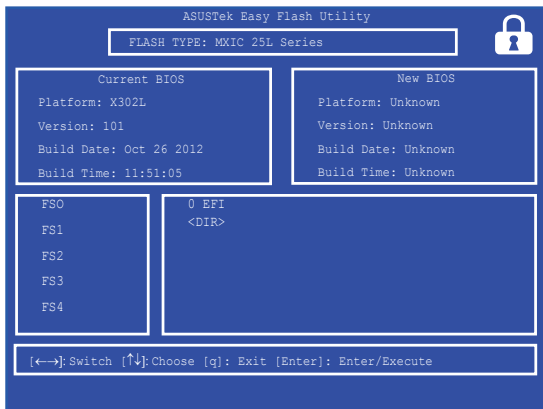 ASUSTek Easy Flash Utility
FLASH TYPE: MXIC 25L Series
Current BIOS
Platform: X302L
Version: 101
Build Date: Oct 26 2012
Build Time: 11:51:05
New BIOS
Platform: Unknown
Version: Unknown
Build Date: Unknown
Build Time: Unknown
FSO
FS1
FS2
FS3
FS4
0 EFI
<DIR>
[←→]: Switch [↑↓]: Choose [q]: Exit [Enter]: Enter/Execute